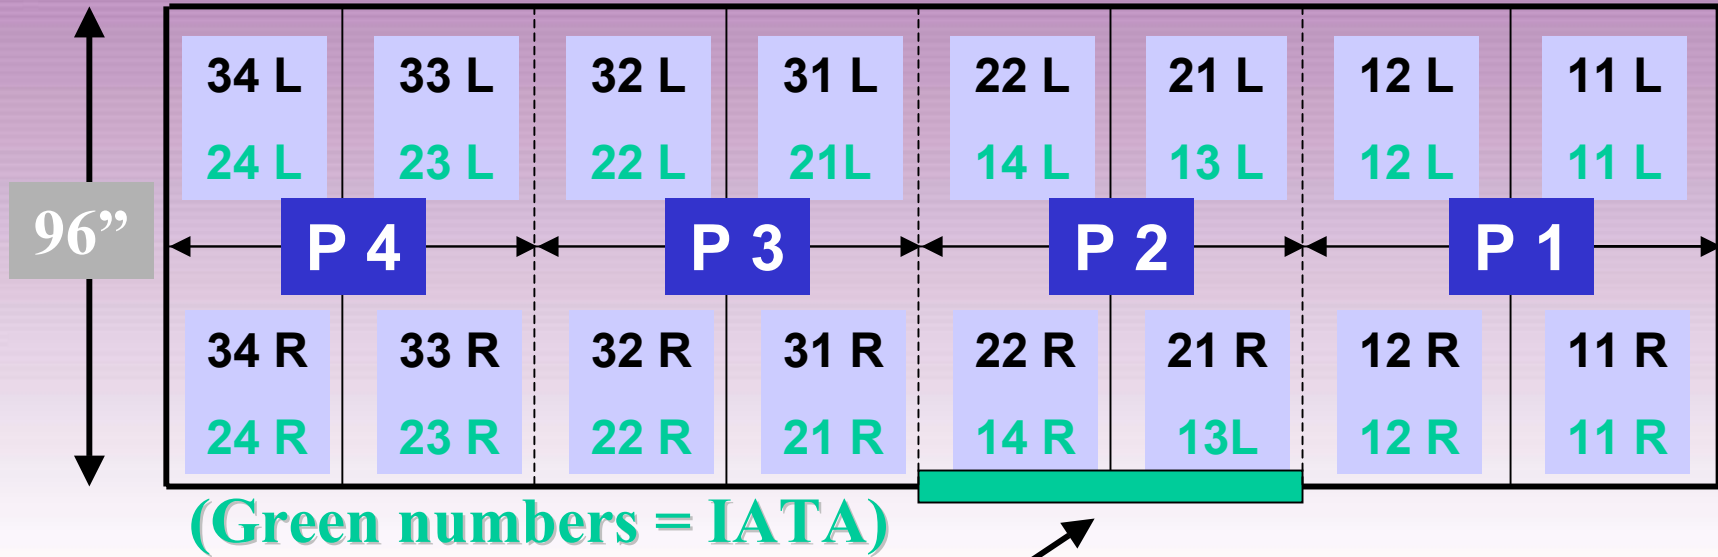 34 L 33 L 32 L 31 L 22 L 21 L 12 L 11 L
24 L 23 L 22 L 21L 14 L 13 L 12 L 11 L
96” P 4 P 3 P 2 P 1
34 R 33 R 32 R 31 R 22 R 21 R 12 R 11 R
24 R 23 R 22 R 21 R 14 R 13L 12 R 11 R
(Green numbers = IATA)